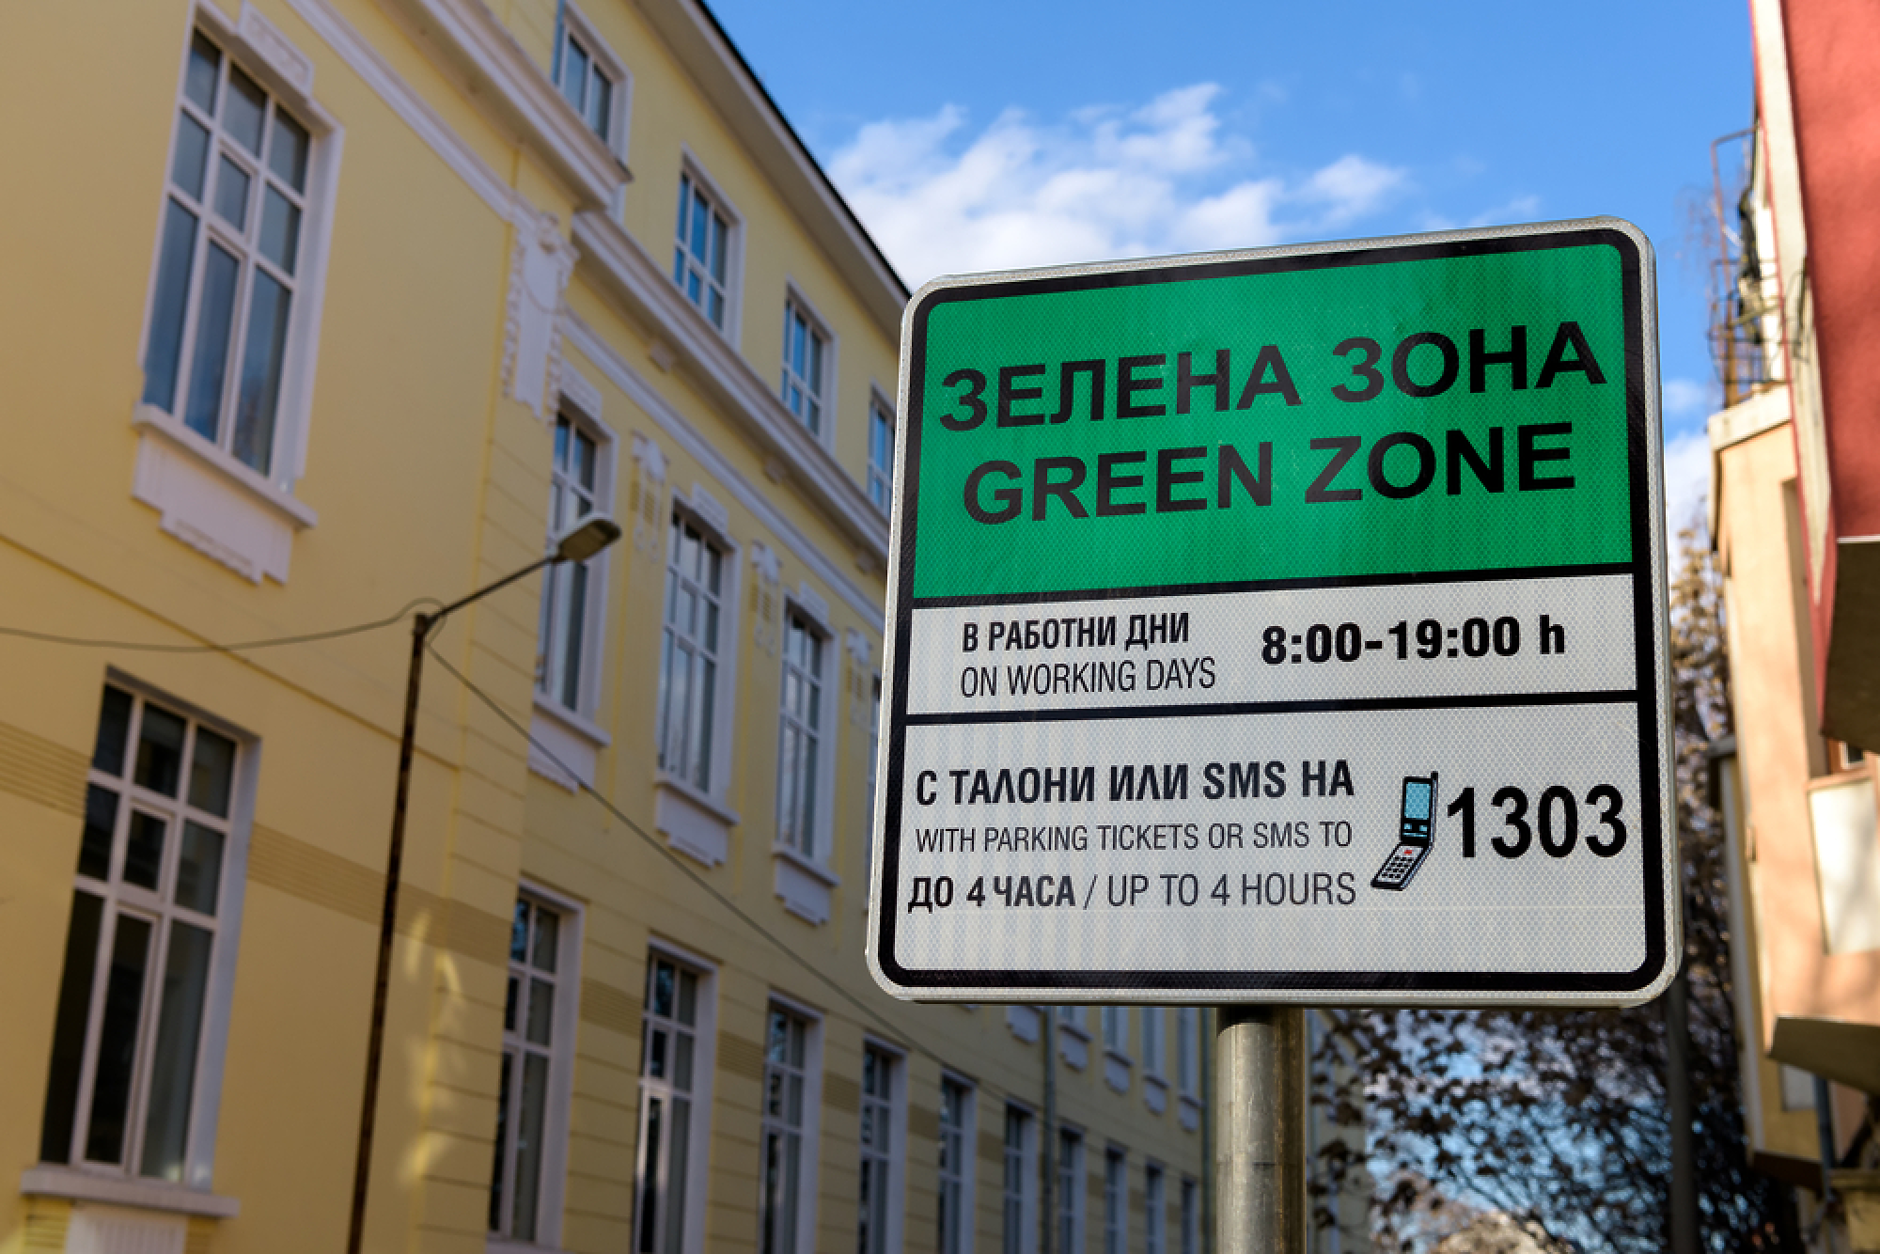 ЗЕЛЕНА ЗОНА
GREEN ZONE
В РАБОТНИ ДНИ
ON WORKING DAYS
8:00-19:00 h
С ТАЛОНИ ИЛИ SMS НА
WITH PARKING TICKETS OR SMS TO
1303
ДО 4 ЧАСА / UP TO 4 HOURS